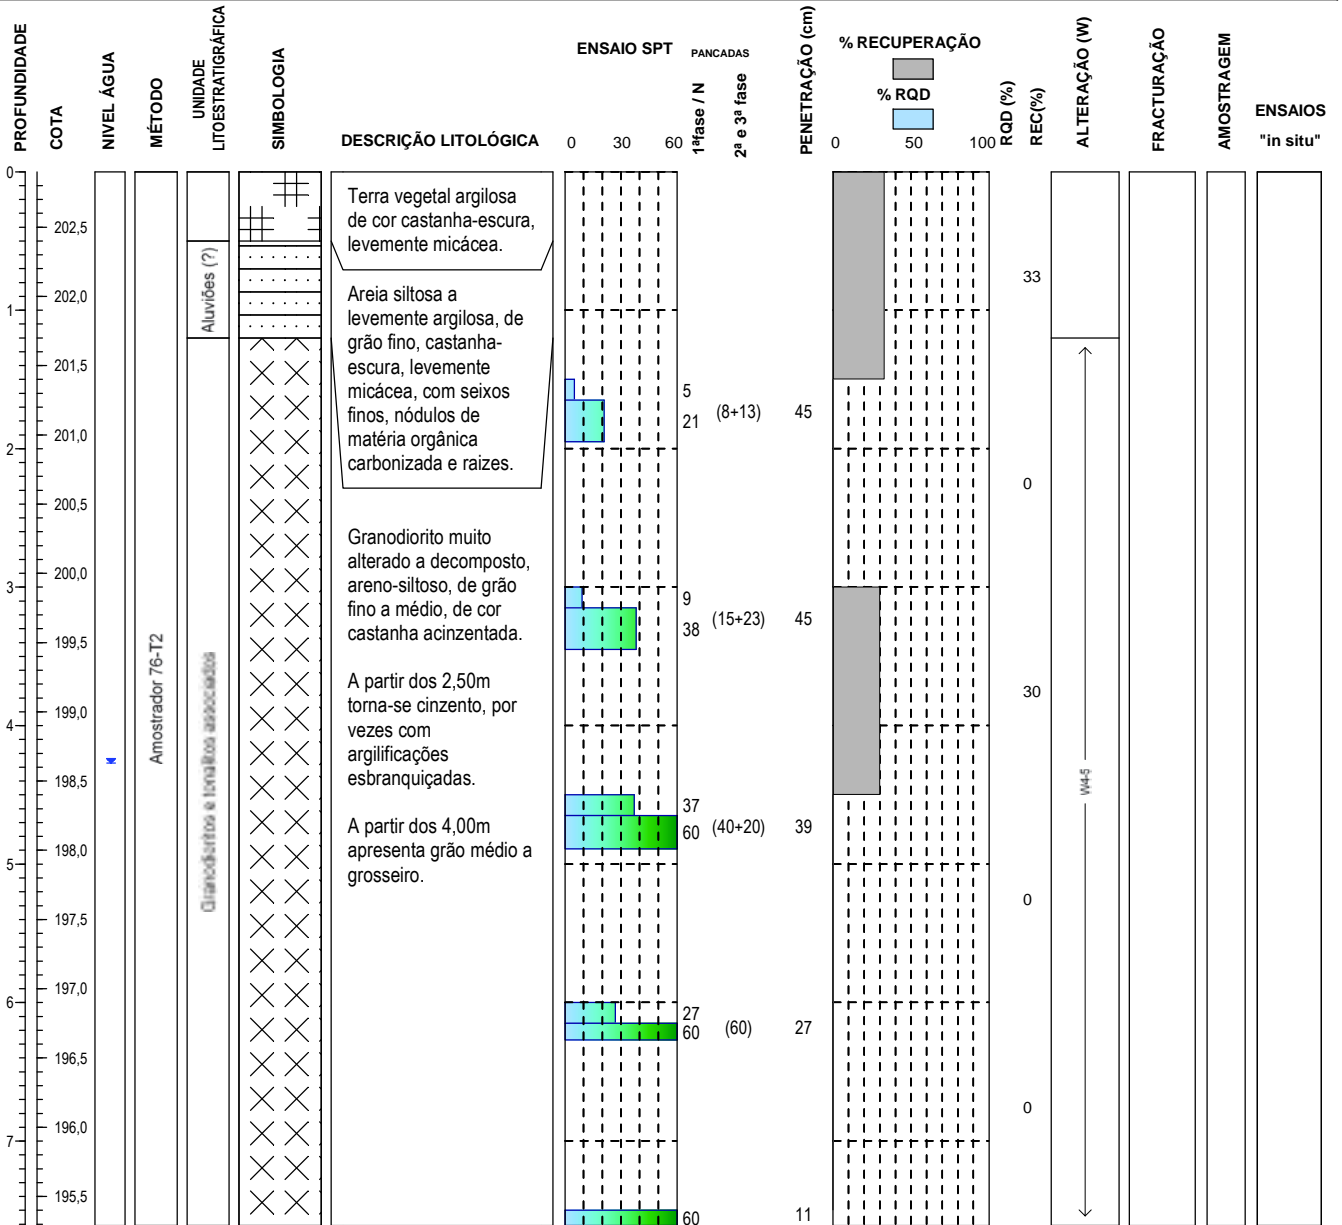 PROFUNDIDADE
COTA
NIVEL ÁGUA
MÉTODO
UNIDADE
LITOESTRATIGRÁFICA
SIMBOLOGIA
DESCRIÇÃO LITOLÓGICA
ENSAIO SPT
0 30 60
PANCADAS
1ªfase / N
2ª e 3ª fase
PENETRAÇÃO (cm)
% RECUPERAÇÃO
% RQD
0 50 100
RQD (%)
REC(%)
ALTERAÇÃO (W)
FRACTURAÇÃO
AMOSTRAGEM
ENSAIOS
"in situ"
0
1
2
3
4
5
6
7
202,5
202,0
201,5
201,0
200,5
200,0
199,5
199,0
198,5
198,0
197,5
197,0
196,5
196,0
195,5
Amostrador 76-T2
Aluviões (?)
Granodioritos e tonalitos associados
Terra vegetal argilosa
de cor castanha-escura,
levemente micácea.
Areia siltosa a
levemente argilosa, de
grão fino, castanha-
escura, levemente
micácea, com seixos
finos, nódulos de
matéria orgânica
carbonizada e raizes.
Granodiorito muito
alterado a decomposto,
areno-siltoso, de grão
fino a médio, de cor
castanha acinzentada.
A partir dos 2,50m
torna-se cinzento, por
vezes com
argilificações
esbranquiçadas.
A partir dos 4,00m
apresenta grão médio a
grosseiro.
5
21 (8+13) 45
9
38 (15+23) 45
37
60 (40+20) 39
27
60 (60) 27
60 11
33
0
30
0
0
W4-5